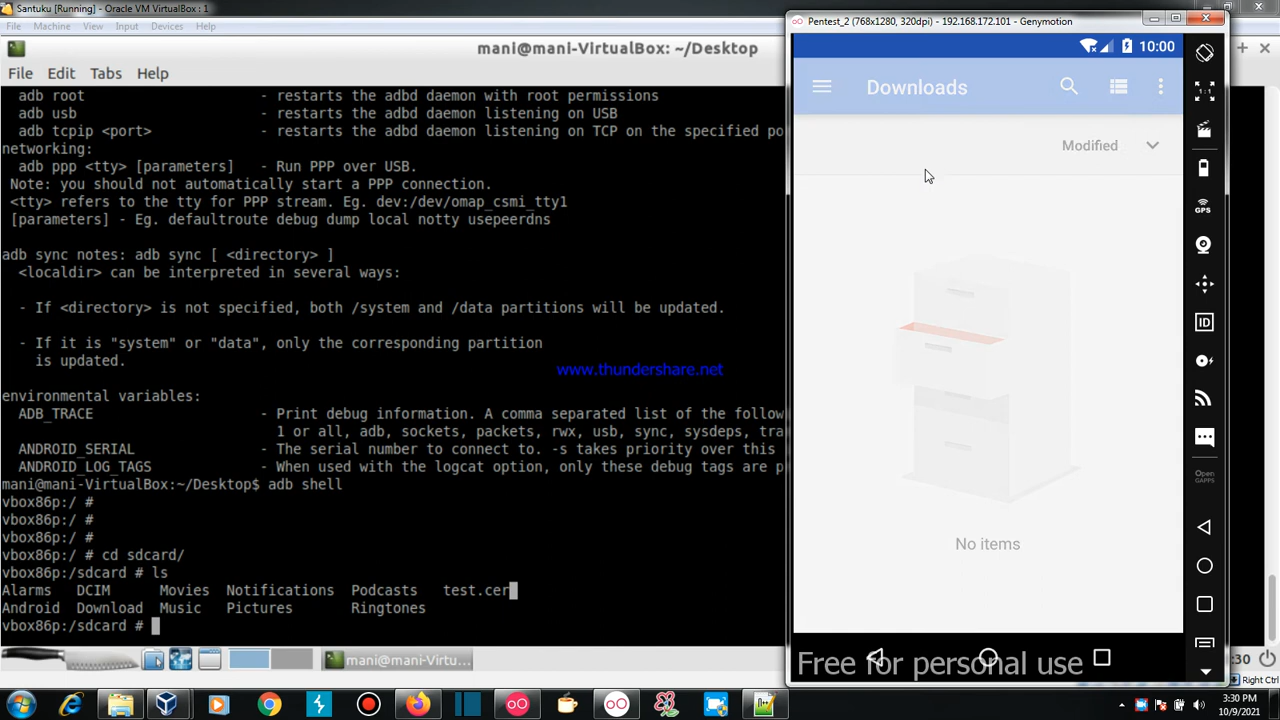 Santuku [Running] - Oracle VM VirtualBox : 1
File Machine View Input Devices
mani@mani-VirtualBox: ~/Desktop
File Edit Tabs Help
adb root - restarts the adbd daemon with root permissions
adb usb - restarts the adbd daemon listening on USB
adb tcpip <port> - restarts the adbd daemon listening on TCP on the specified po
networking:
adb ppp <tty> [parameters] - Run PPP over USB.
Note: you should not automatically start a PPP connection.
<tty> refers to the tty for PPP stream. Eg. dev:/dev/omap_csmi_tty1
[parameters] - Eg. defaultroute debug dump local notty usepeerdns
adb sync notes: adb sync [ <directory> ]
<localdir> can be interpreted in several ways:
- If <directory> is not specified, both /system and /data partitions will be updated.
- If it is "system" or "data", only the corresponding partition
is updated.
www.thundershare.net
environmental variables:
ADB_TRACE - Print debug information. A comma separated list of the follow
1 or all, adb, sockets, packets, rwx, usb, sync, sysdeps, tra
ANDROID_SERIAL - The serial number to connect to. -s takes priority over this
ANDROID_LOG_TAGS - When used with the logcat option, only these debug tags are p
mani@mani-VirtualBox:~/Desktop$ adb shell
vbox86p:/ #
vbox86p:/ #
vbox86p:/ #
vbox86p:/ # cd sdcard/
vbox86p:/sdcard # ls
Alarms DCIM Movies Notifications Podcasts test.cer
Android Download Music Pictures Ringtones
vbox86p:/sdcard #
mani@mani-Virtu...
Pentest_2 (768x1280, 320dpi) - 192.168.172.101 - Genymotion
10:00
Downloads
Modified
No items
Free for personal use
1:1
GPS
ID
Open
GAPPS
:30
Right Ctrl
3:30 PM
10/9/2021